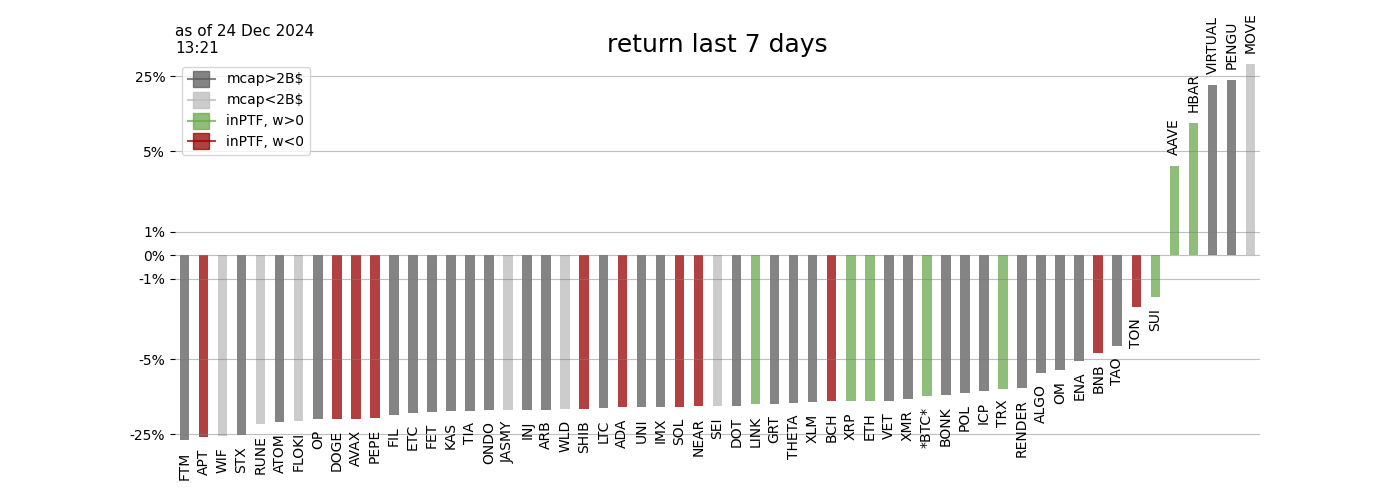 as of 24 Dec 2024
13:21
return last 7 days
mcap>2B$
mcap<2B$
inPTF, w>0
inPTF, w<0
25%
5%
1%
0%
-1%
-5%
-25%
FTM
APT
WIF
STX
RUNE
ATOM
FLOKI
OP
DOGE
AVAX
PEPE
FIL
ETC
FET
KAS
TIA
ONDO
JASMY
INJ
ARB
WLD
SHIB
LTC
ADA
UNI
IMX
SOL
NEAR
SEI
DOT
LINK
GRT
THETA
XLM
BCH
XRP
ETH
VET
XMR
*BTC*
BONK
POL
ICP
TRX
RENDER
ALGO
OM
ENA
BNB
TAO
TON
SUI
AAVE
HBAR
VIRTUAL
PENGU
MOVE